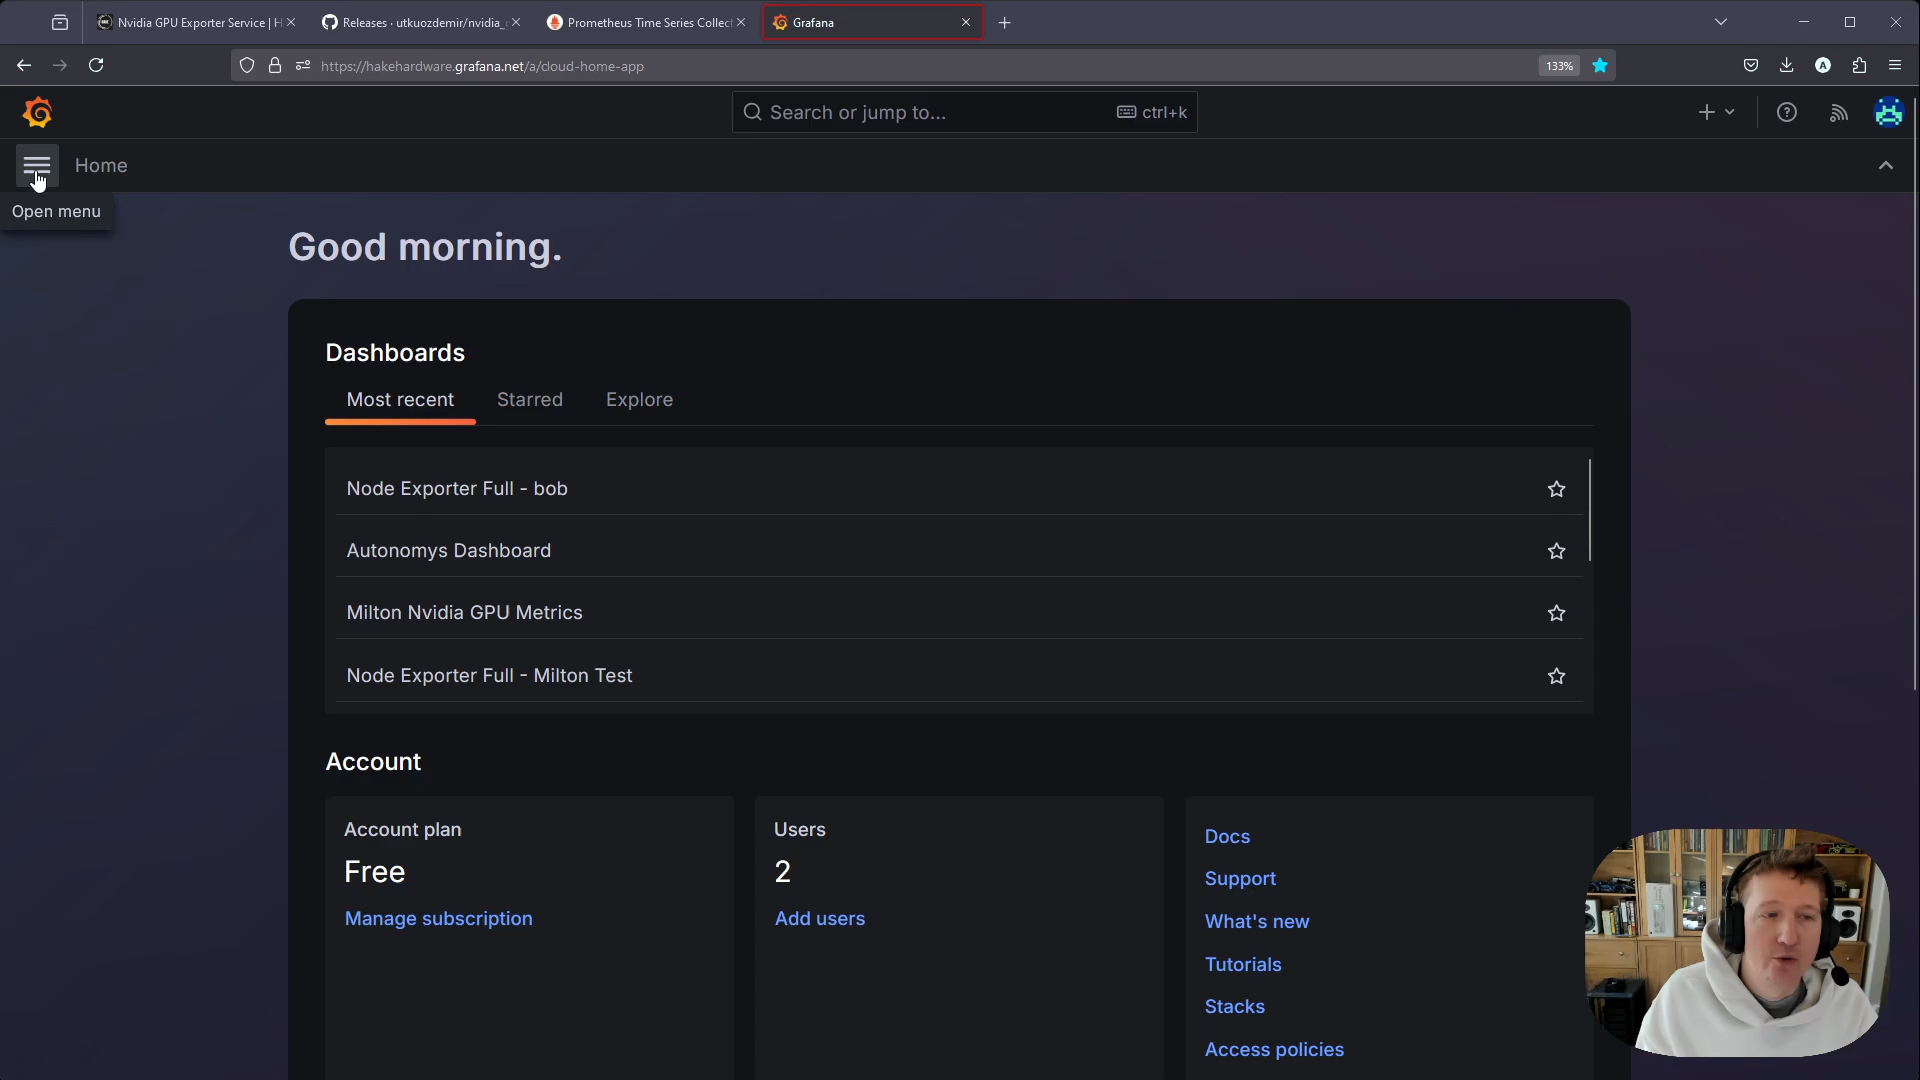 Nvidia GPU Exporter Service | H
Releases · utkuozdemir/nvidia_
Prometheus Time Series Collect
Grafana
https://hakehardware.grafana.net/a/cloud-home-app
133%
Search or jump to...
ctrl+k
Home
Open menu
Good morning.
Dashboards
Most recent
Starred
Explore
Node Exporter Full - bob
Autonomys Dashboard
Milton Nvidia GPU Metrics
Node Exporter Full - Milton Test
Account
Account plan
Free
Manage subscription
Users
2
Add users
Docs
Support
What's new
Tutorials
Stacks
Access policies